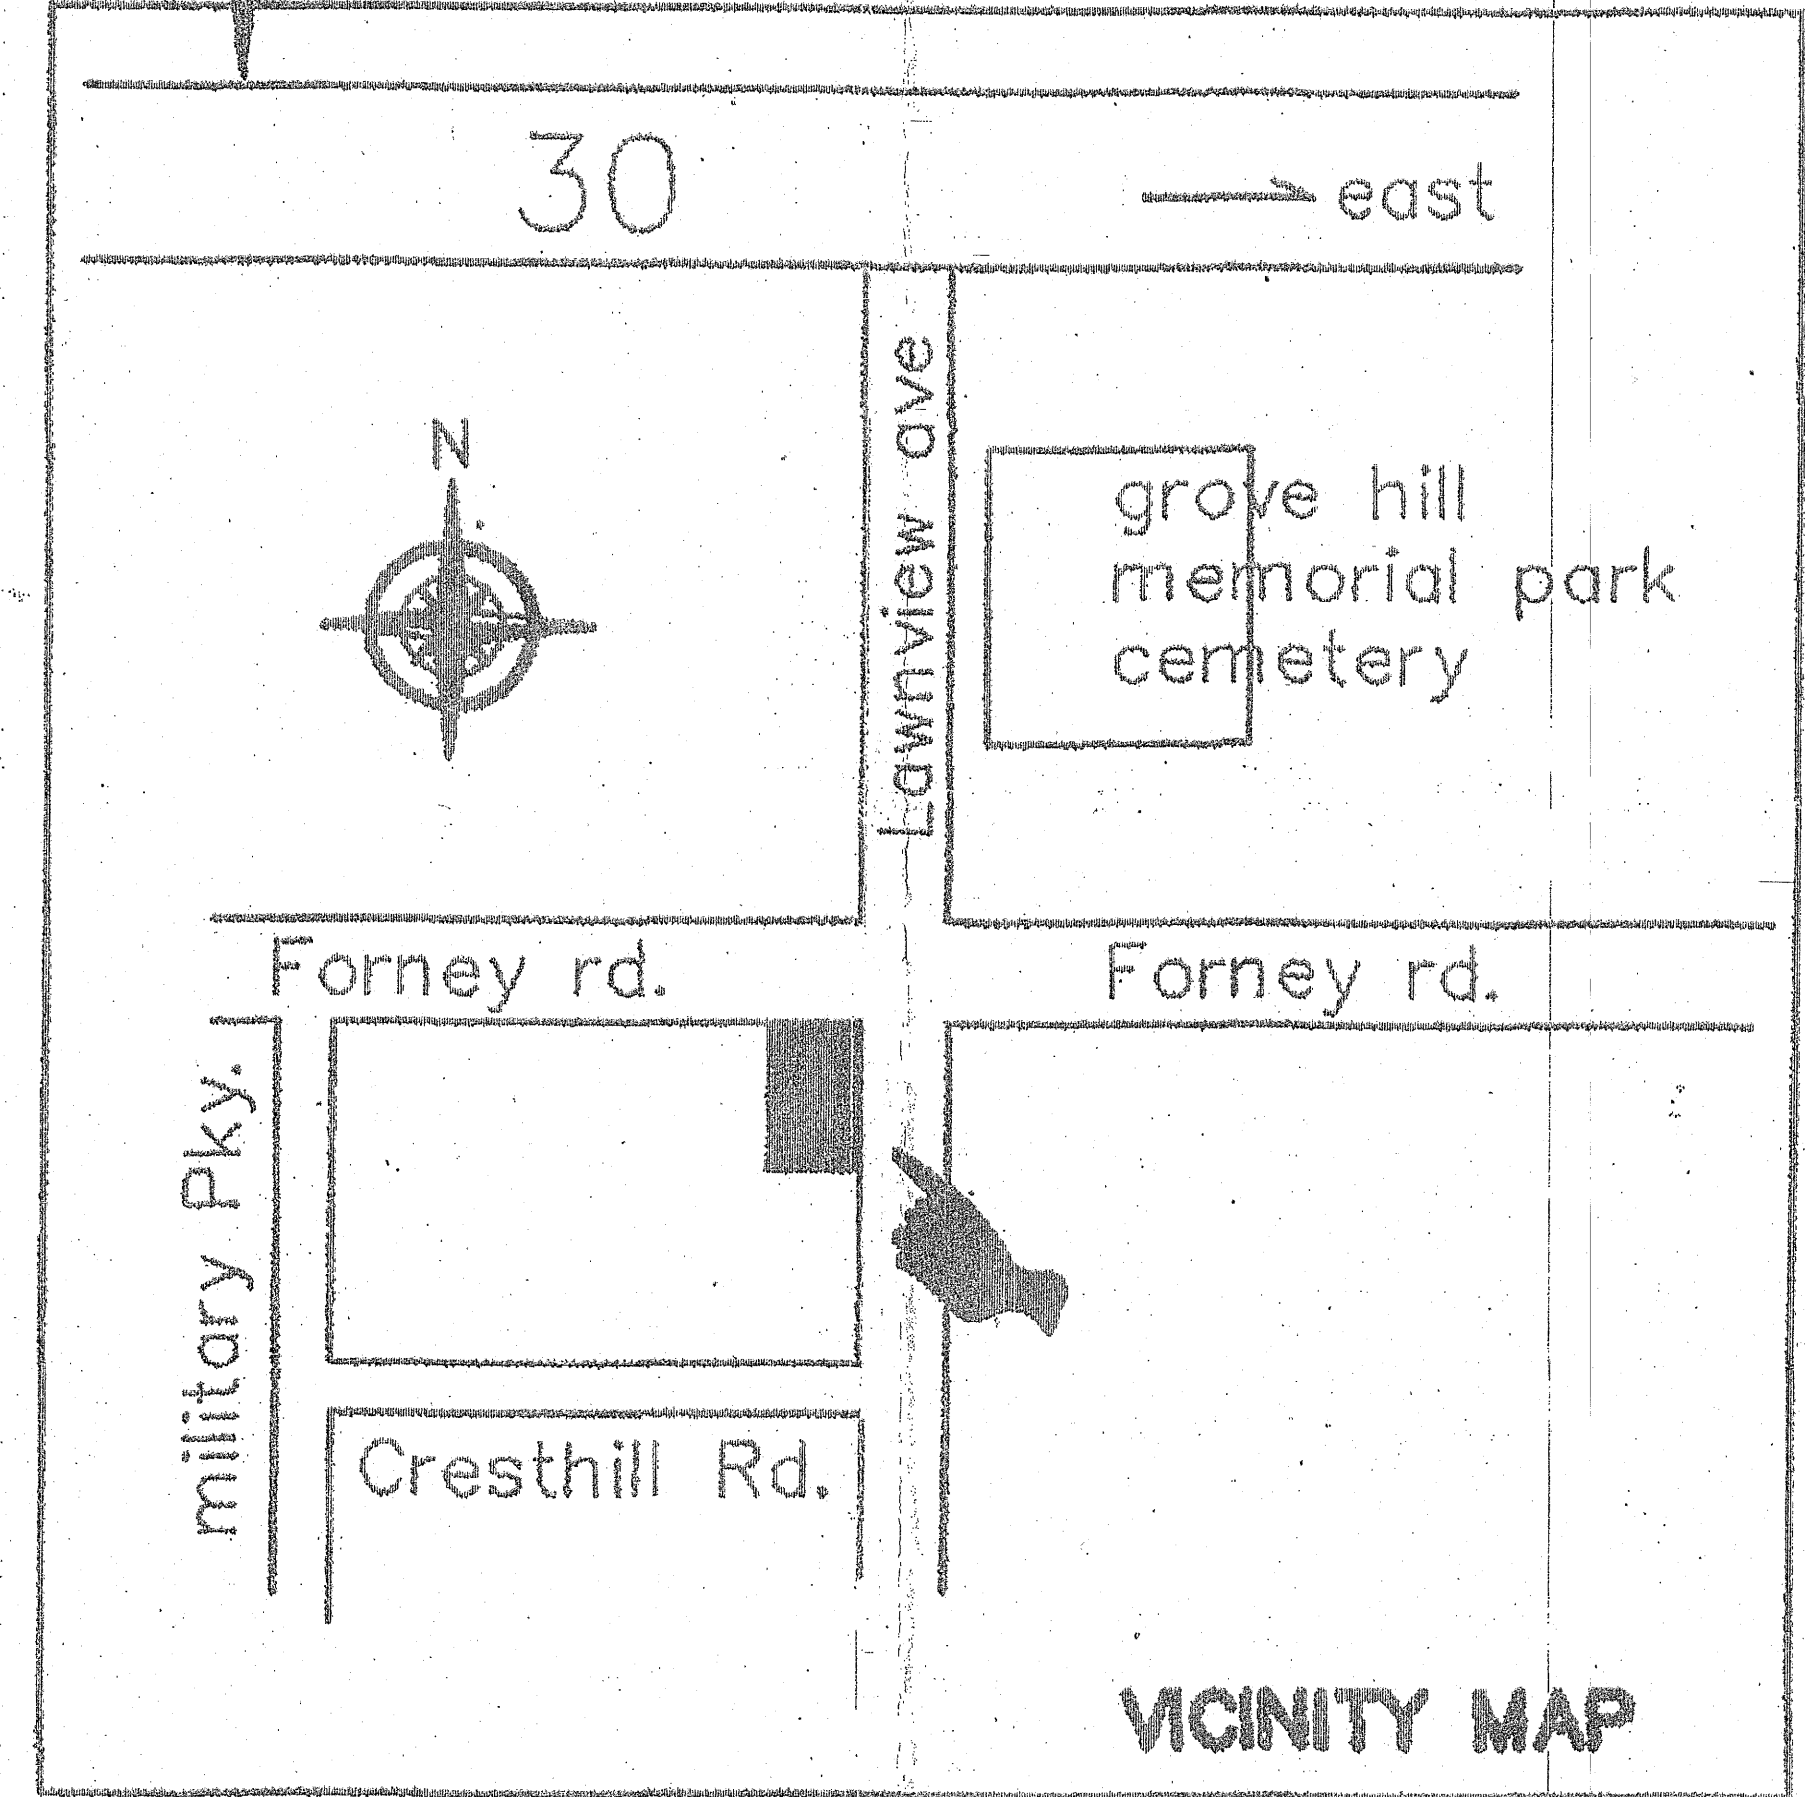 30
east
N
Lawnview ave
grove hill
memorial park
cemetery
Forney rd.
Forney rd.
military Pky.
Cresthill Rd.
VICINITY MAP